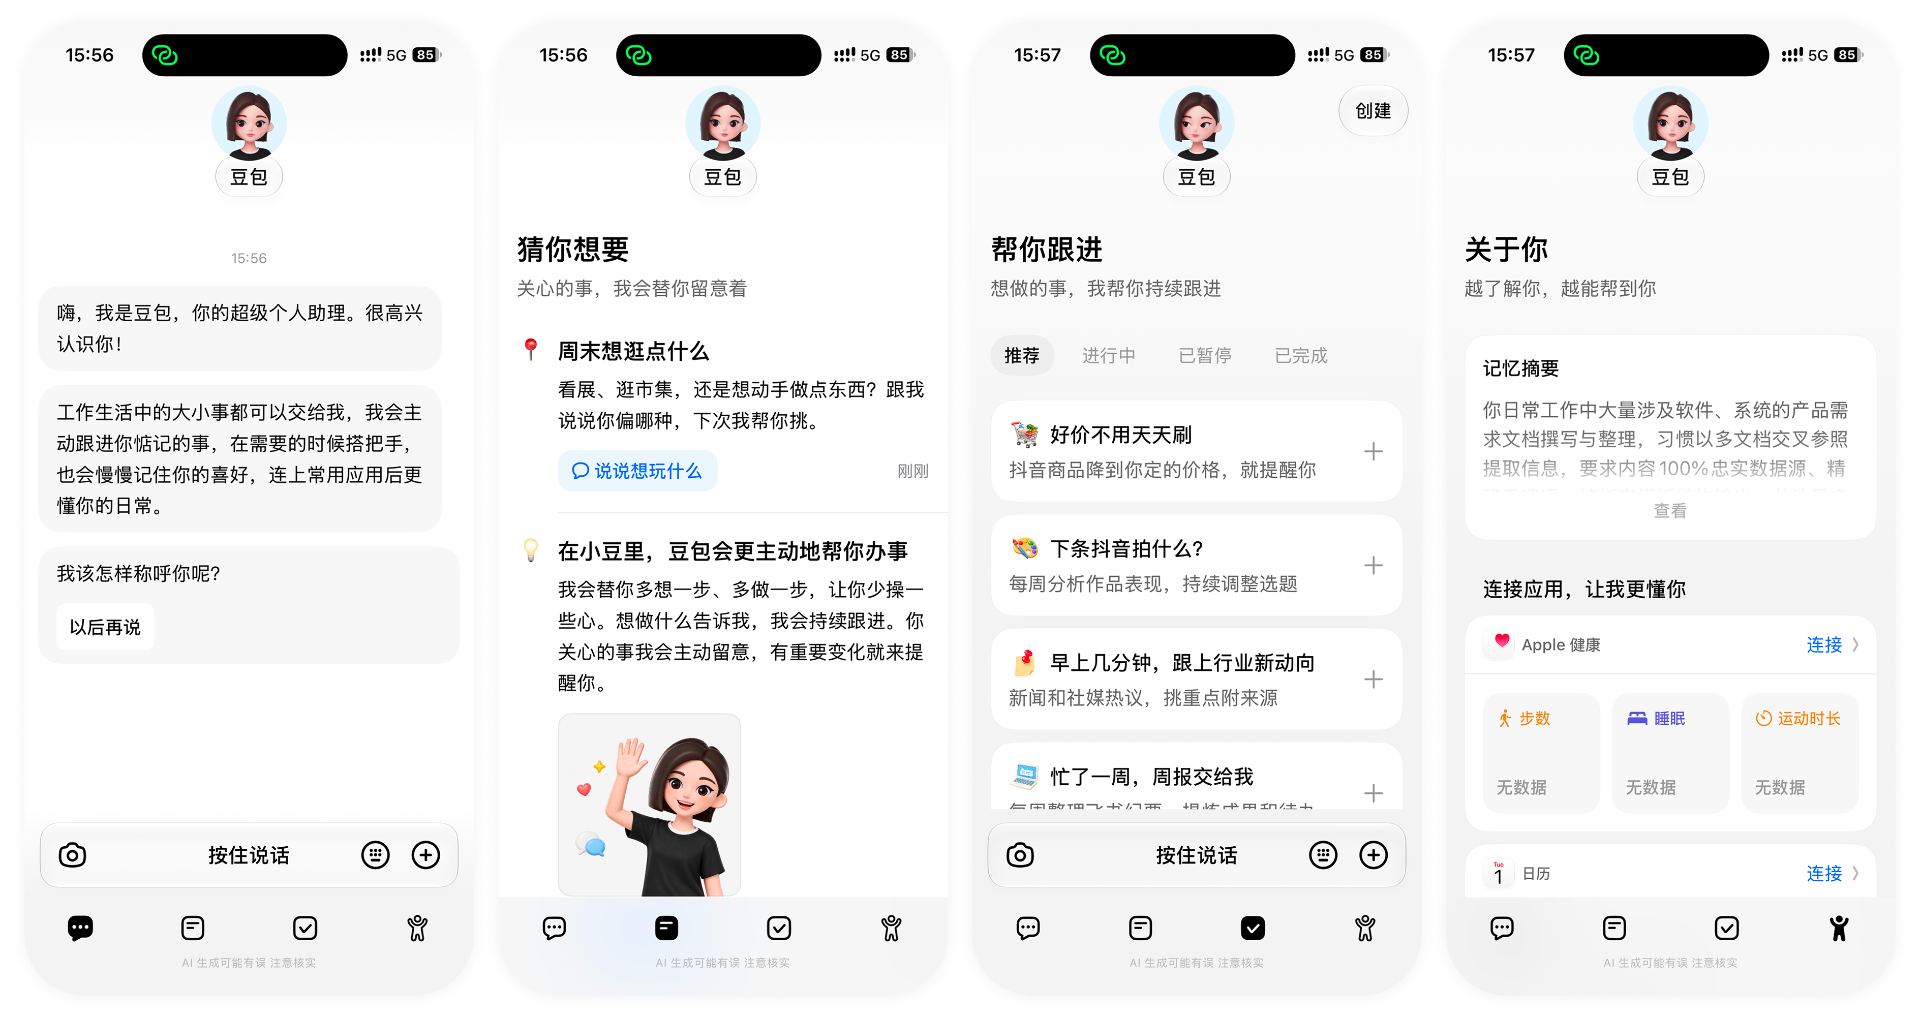 15:56
5G
85
豆包
15:56
嗨，我是豆包，你的超级个人助理。很高兴
认识你！
工作生活中的大小事都可以交给我，我会主
动跟进你惦记的事，在需要的时候搭把手，
也会慢慢记住你的喜好，连上常用应用后更
懂你的日常。
我该怎样称呼你呢？
以后再说
按住说话
AI 生成可能有误 注意核实
15:56
5G
85
豆包
猜你想要
关心的事，我会替你留意着
周末想逛点什么
看展、逛市集，还是想动手做点东西？跟我
说说你偏哪种，下次我帮你挑。
说说想玩什么
刚刚
在小豆里，豆包会更主动地帮你办事
我会替你多想一步、多做一步，让你少操一
些心。想做什么告诉我，我会持续跟进。你
关心的事我会主动留意，有重要变化就来提
醒你。
AI 生成可能有误 注意核实
15:57
5G
85
创建
豆包
帮你跟进
想做的事，我帮你持续跟进
推荐
进行中
已暂停
已完成
好价不用天天刷
抖音商品降到你定的价格，就提醒你
下条抖音拍什么？
每周分析作品表现，持续调整选题
早上几分钟，跟上行业新动向
新闻和社媒热议，挑重点附来源
忙了一周，周报交给我
按住说话
AI 生成可能有误 注意核实
15:57
5G
85
豆包
关于你
越了解你，越能帮到你
记忆摘要
你日常工作中大量涉及软件、系统的产品需
求文档撰写与整理，习惯以多文档交叉参照
提取信息，要求内容100%忠实数据源、精
查看
连接应用，让我更懂你
Apple 健康
连接
步数
睡眠
运动时长
无数据
无数据
无数据
Tue
1
日历
连接
AI 生成可能有误 注意核实